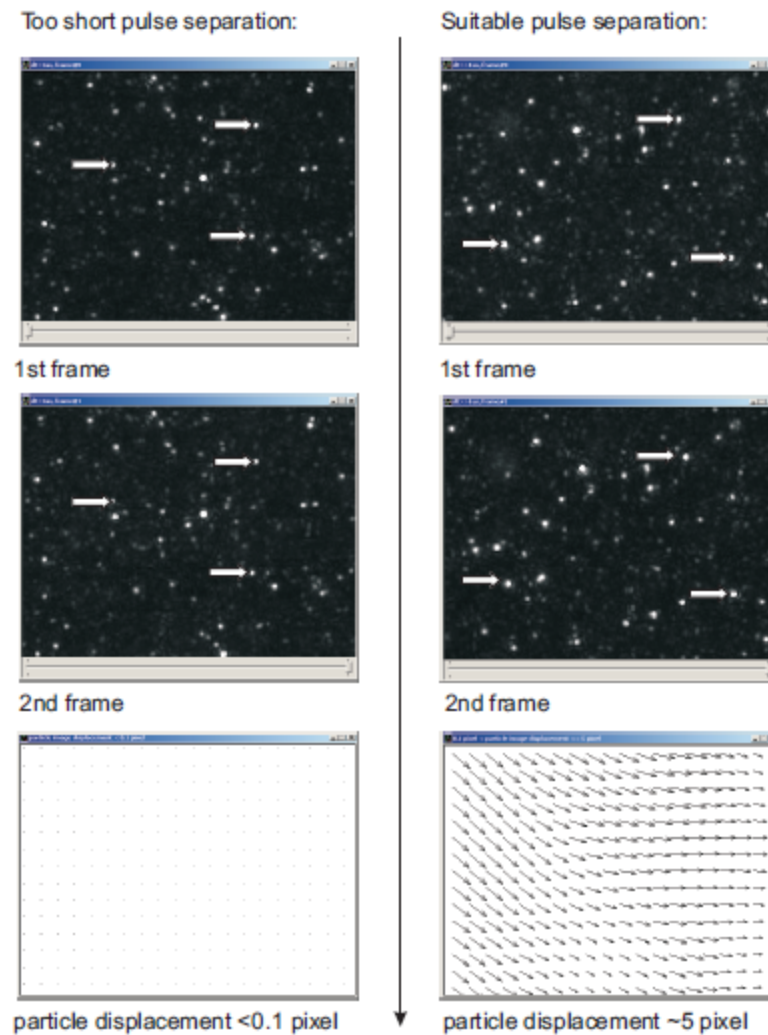 Too short pulse separation:
1st frame
2nd frame
particle displacement <0.1 pixel
Suitable pulse separation:
1st frame
2nd frame
particle displacement ~5 pixel